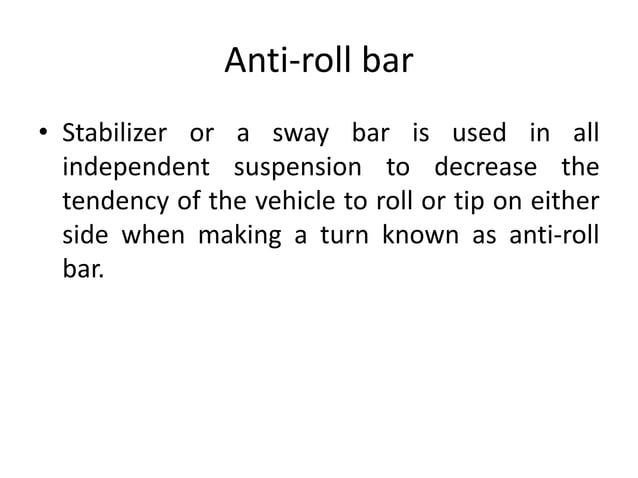 Anti-roll bar
• Stabilizer or a sway bar is used in all
independent suspension to decrease the
tendency of the vehicle to roll or tip on either
side when making a turn known as anti-roll
bar.